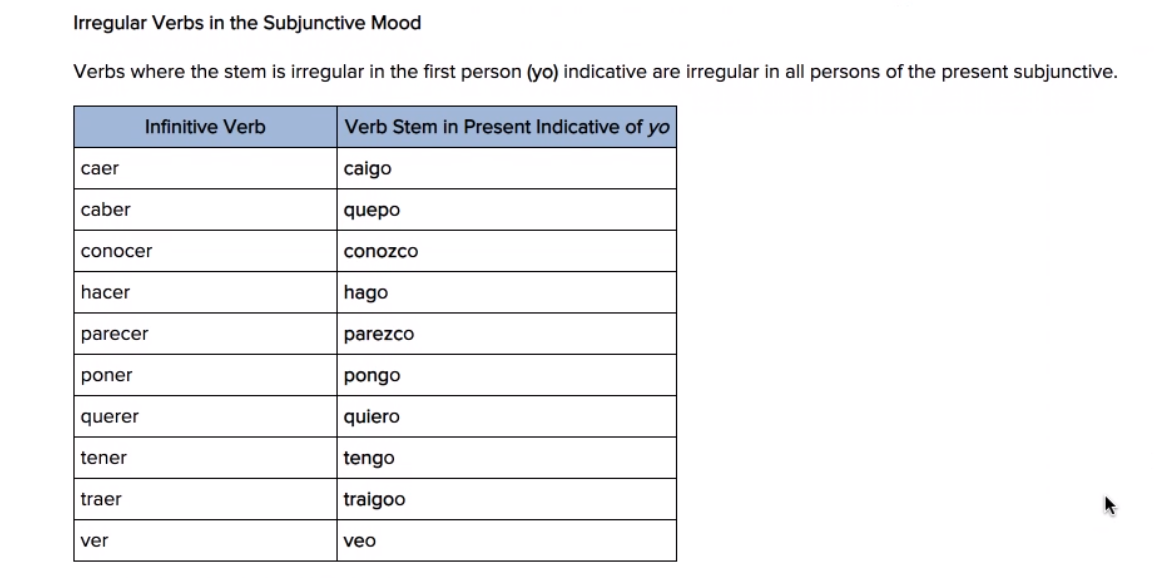 Irregular Verbs in the Subjunctive Mood
Verbs where the stem is irregular in the first person (yo) indicative are irregular in all persons of the present subjunctive.
Infinitive Verb Verb Stem in Present Indicative of yo
caer caigo
caber quepo
conocer conozco
hacer hago
parecer parezco
poner pongo
querer quiero
tener tengo
traer traigoo
ver veo